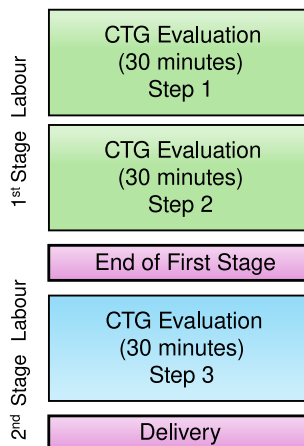 1st Stage Labour
CTG Evaluation
(30 minutes)
Step 1
CTG Evaluation
(30 minutes)
Step 2
End of First Stage
2nd Stage Labour
CTG Evaluation
(30 minutes)
Step 3
Delivery